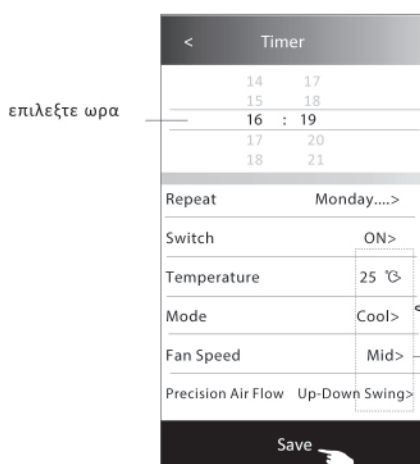 < Timer
14 17
15 18
επιλεξτε ωρα
16 : 19
17 20
18 21
Repeat Monday....>
Switch ON>
Temperature 25 ℃>
Mode Cool>
Fan Speed Mid>
Precision Air Flow Up-Down Swing>
Save